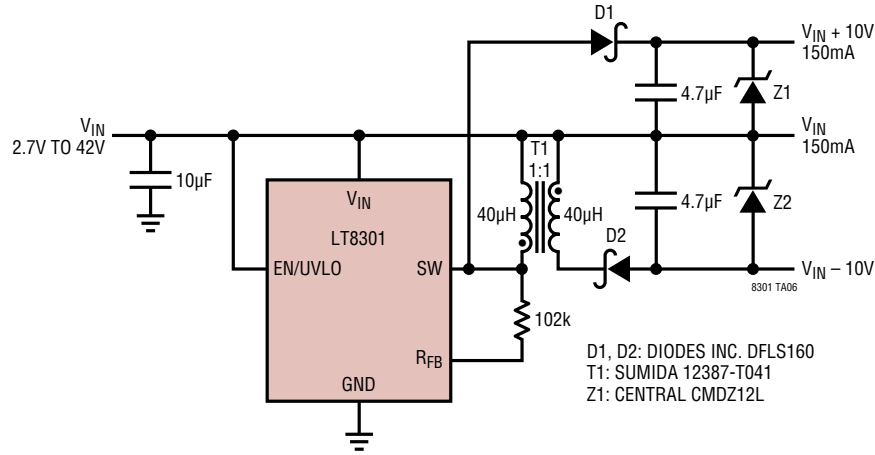 D1
V_IN + 10V
150mA
4.7µF
Z1
V_IN
2.7V TO 42V
V_IN
150mA
T1
1:1
10µF
V_IN
4.7µF
Z2
LT8301
40µH
40µH
D2
EN/UVLO
SW
V_IN – 10V
8301 TA06
102k
R_FB
D1, D2: DIODES INC. DFLS160
T1: SUMIDA 12387-T041
Z1: CENTRAL CMDZ12L
GND